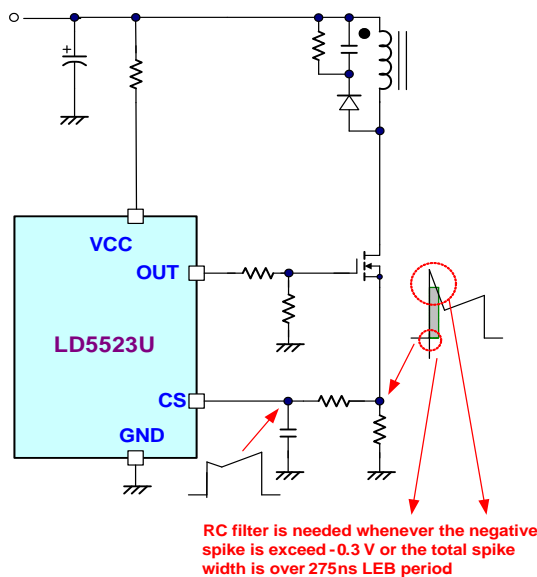 VCC
OUT
LD5523U
CS
GND
RC filter is needed whenever the negative
spike is exceed -0.3 V or the total spike
width is over 275ns LEB period